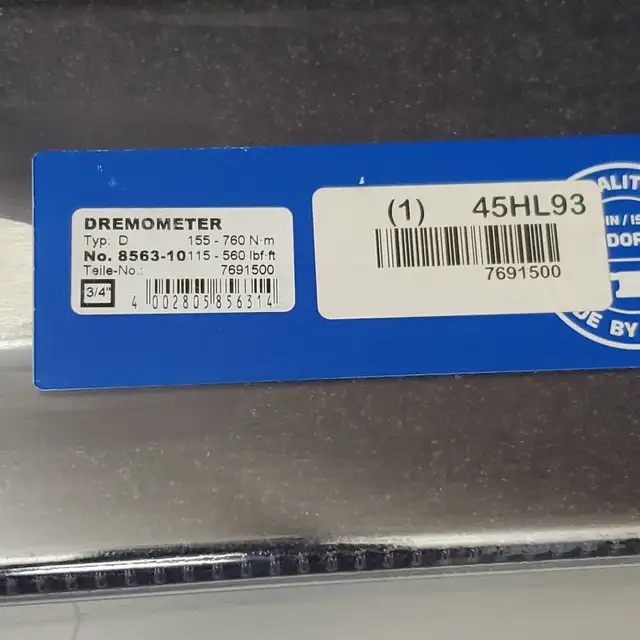 DREMOMETER
Typ: D 155 - 760 N·m
No. 8563-10 115 - 560 lbf·ft
Teile-No.: 7691500
3/4"
4 002805 856314
(1) 45HL93
7691500